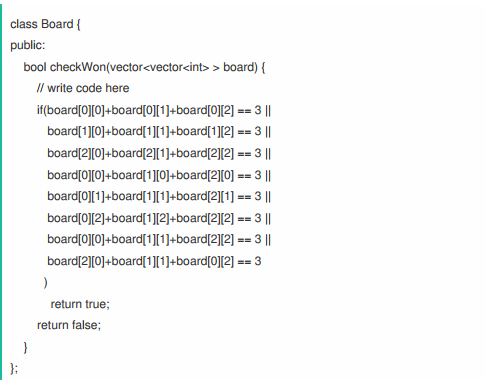 class Board {
public:
bool checkWon(vector<vector<int> > board) {
// write code here
if(board[0][0]+board[0][1]+board[0][2] == 3 ||
board[1][0]+board[1][1]+board[1][2] == 3 ||
board[2][0]+board[2][1]+board[2][2] == 3 ||
board[0][0]+board[1][0]+board[2][0] == 3 ||
board[0][1]+board[1][1]+board[2][1] == 3 ||
board[0][2]+board[1][2]+board[2][2] == 3 ||
board[0][0]+board[1][1]+board[2][2] == 3 ||
board[2][0]+board[1][1]+board[0][2] == 3
)
return true;
return false;
}
};